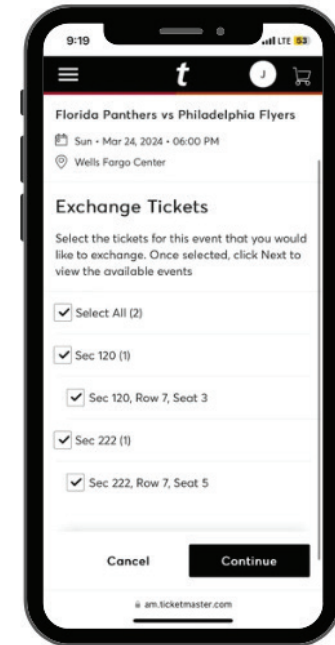 9:19
LTE 53
t
J
Florida Panthers vs Philadelphia Flyers
Sun • Mar 24, 2024 • 06:00 PM
Wells Fargo Center
Exchange Tickets
Select the tickets for this event that you would
like to exchange. Once selected, click Next to
view the available events
Select All (2)
Sec 120 (1)
Sec 120, Row 7, Seat 3
Sec 222 (1)
Sec 222, Row 7, Seat 5
Cancel
Continue
am.ticketmaster.com